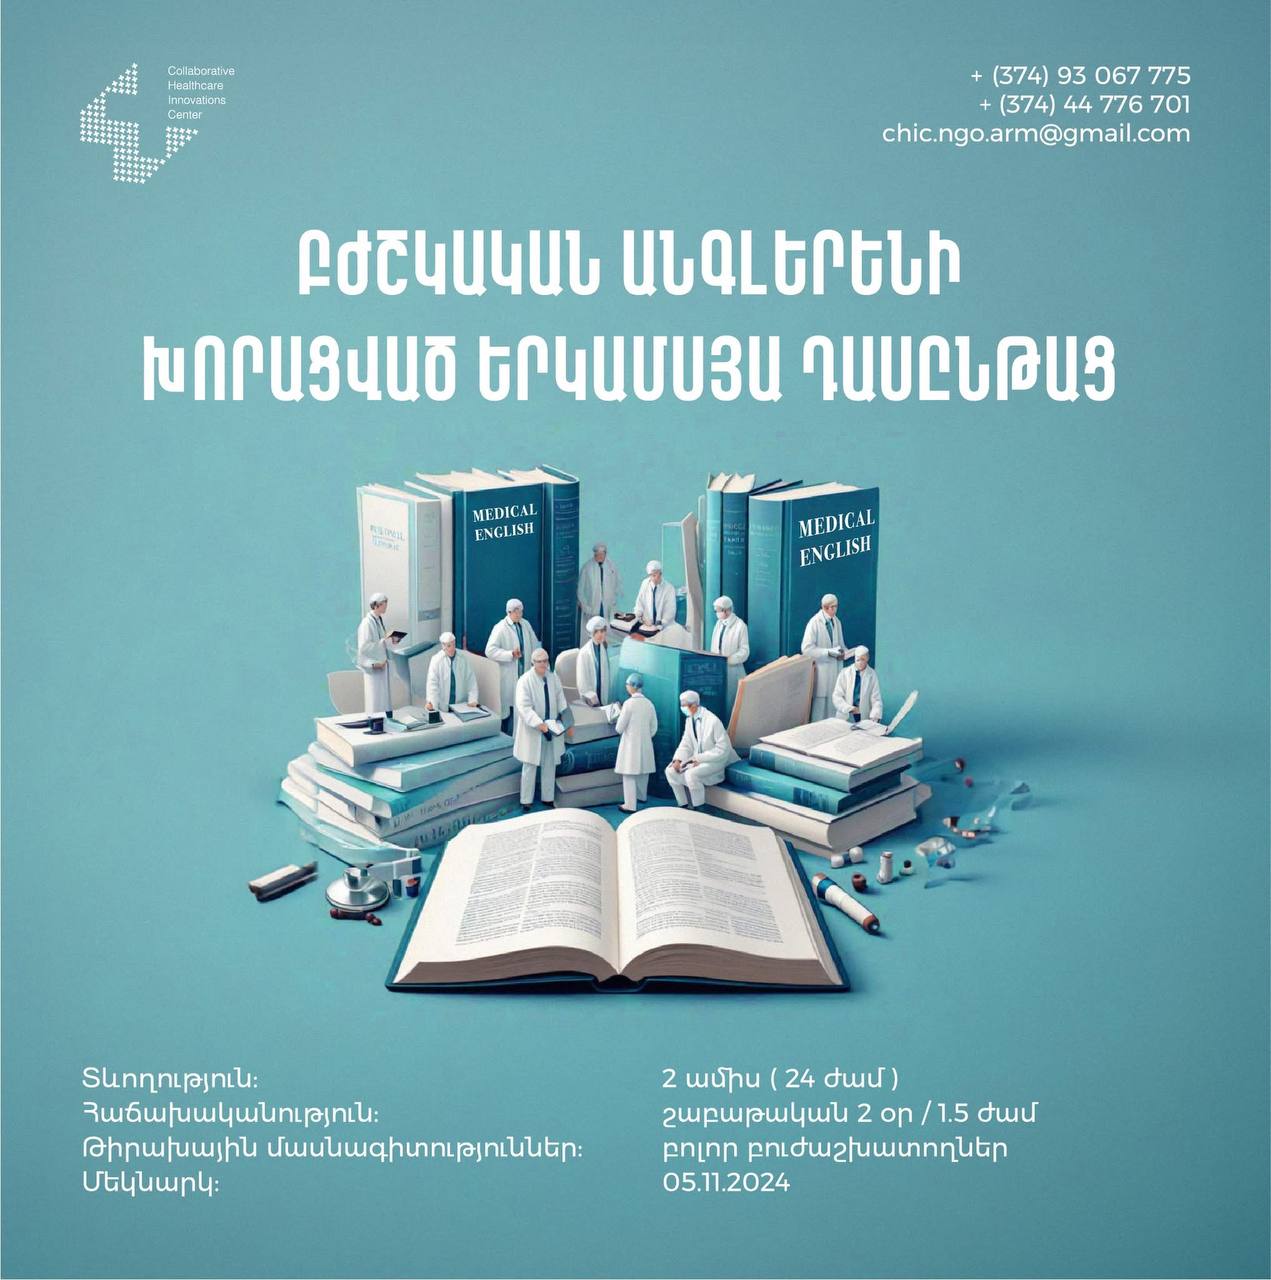 Collaborative
Healthcare
Innovations
Center
+ (374) 93 067 775
+ (374) 44 776 701
chic.ngo.arm@gmail.com
ԲԺՇԿԱԿԱՆ ԱՆԳԼԵՐԵՆԻ
ԽՈՐԱՑՎԱԾ ԵՐԿԱՄՍՅԱ ԴԱՍԸՆԹԱՑ
MEDICAL
ENGLISH
MEDICAL
ENGLISH
Տևողություն: 2 ամիս ( 24 ժամ )
Հաճախականություն: շաբաթական 2 օր / 1.5 ժամ
Թիրախային մասնագիտություններ: բոլոր բուժաշխատողներ
Մեկնարկ: 05.11.2024